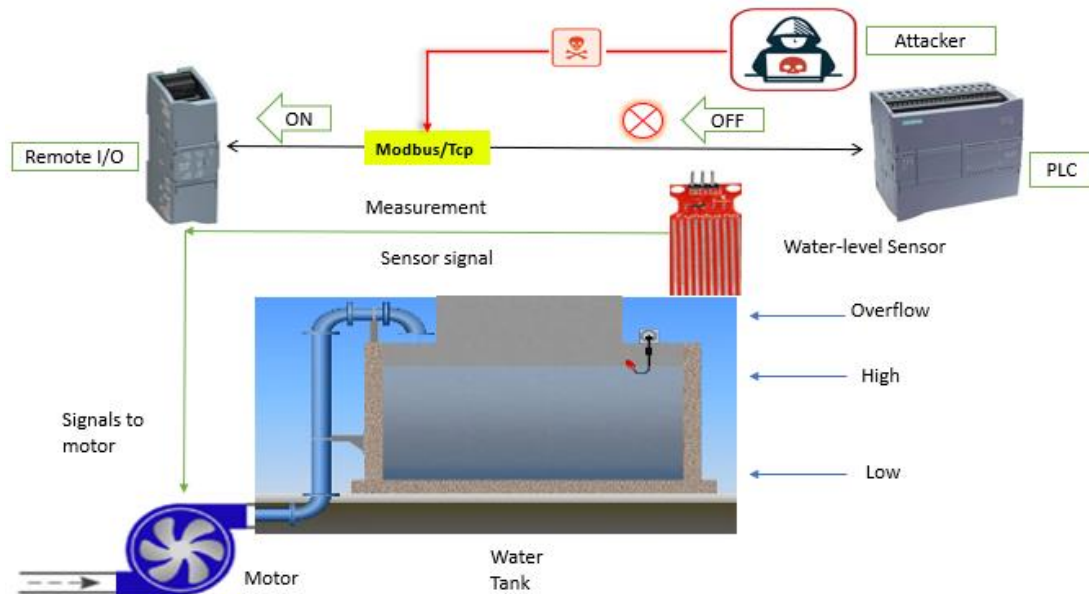 Attacker
ON
OFF
Remote I/O
Modbus/Tcp
SIEMENS
PLC
Measurement
Water-level Sensor
Sensor signal
Overflow
High
Signals to
motor
Low
Motor
Water
Tank